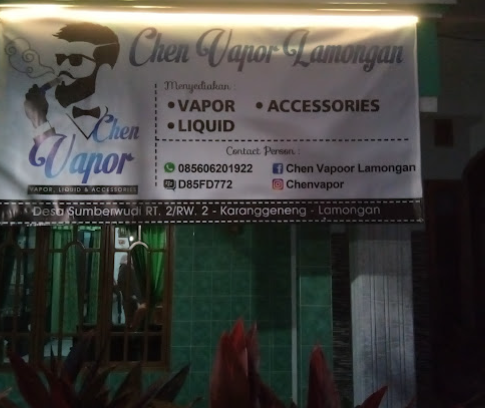 Chen Vapor Lamongan
Menyediakan :
• VAPOR • ACCESSORIES
• LIQUID
Chen
Vapor
VAPOR, LIQUID & ACCESSORIES
Contact Person :
085606201922 Chen Vapoor Lamongan
D85FD772 Chenvapor
Desa Sumberwudi RT. 2/RW. 2 - Karanggeneng - Lamongan